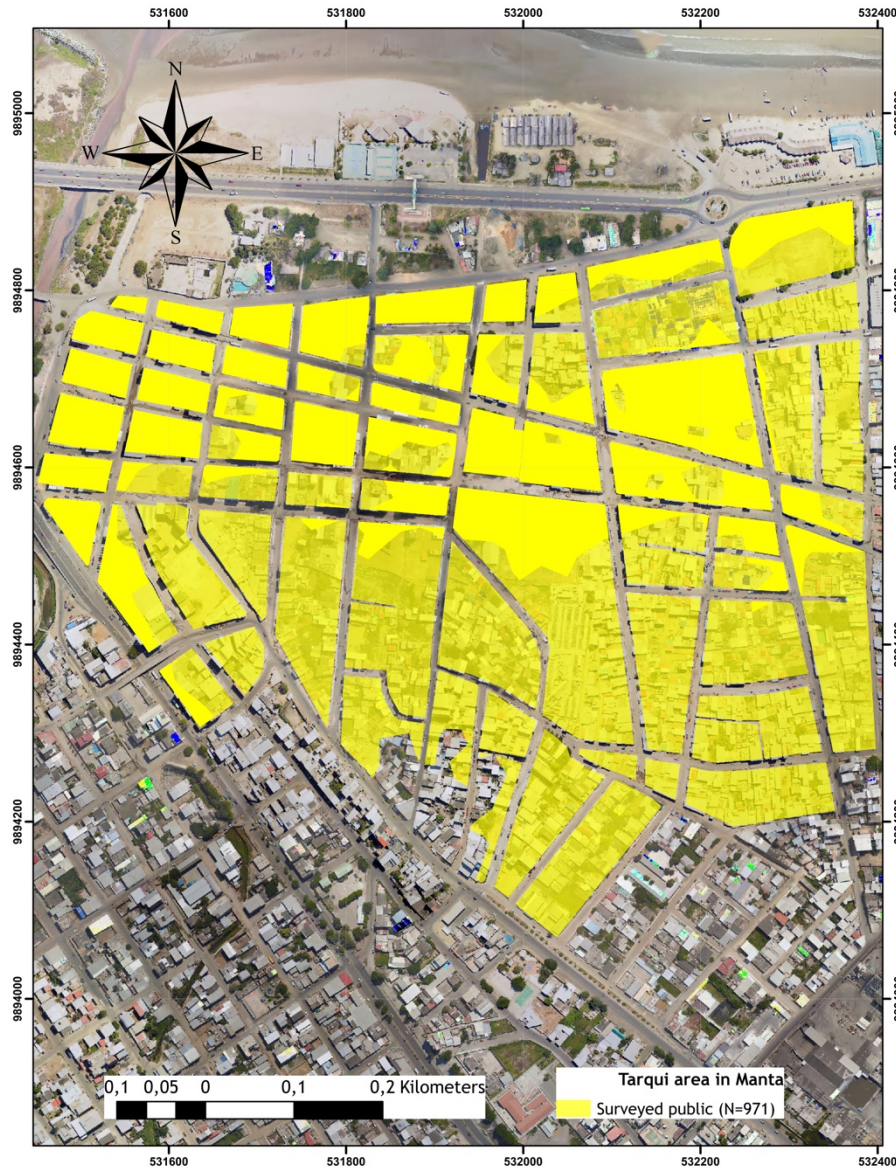 531600 531800 532000 532200 532400
9895000
N
W E
S
9894800
9894600
9894400
9894200
9894000
0,1 0,05 0 0,1 0,2 Kilometers
Tarqui area in Manta
Surveyed public (N=971)
531600 531800 532000 532200 532400